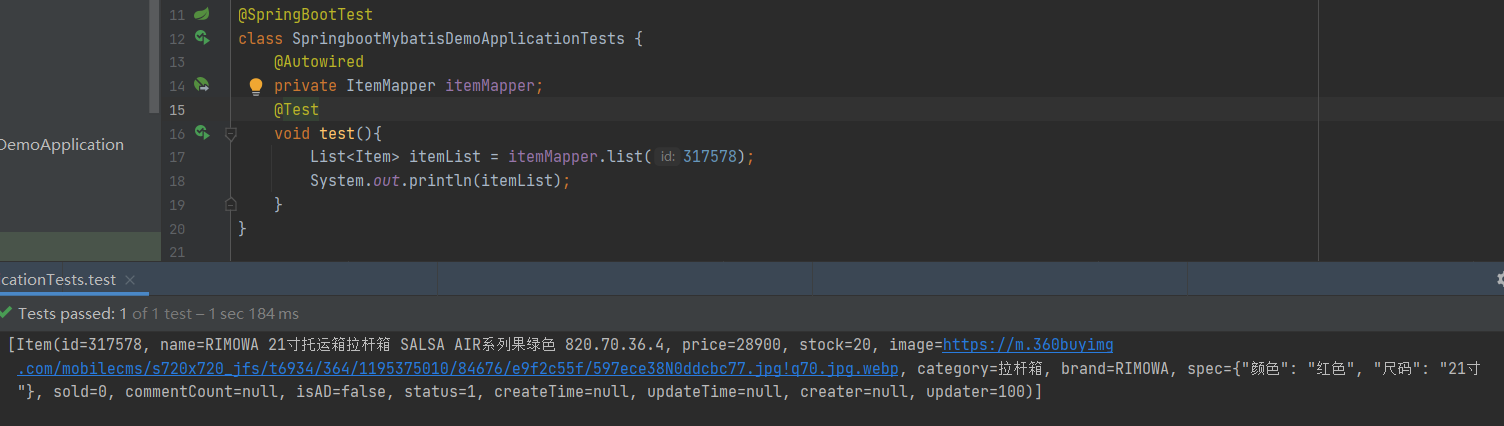 11 @SpringBootTest
12 class SpringbootMybatisDemoApplicationTests {
13 @Autowired
14 private ItemMapper itemMapper;
15 @Test
DemoApplication
16 void test(){
17 List<Item> itemList = itemMapper.list( id: 317578);
18 System.out.println(itemList);
19 }
20 }
21
cationTests.test ×
Tests passed: 1 of 1 test – 1 sec 184 ms
[Item(id=317578, name=RIMOWA 21寸托运箱拉杆箱 SALSA AIR系列果绿色 820.70.36.4, price=28900, stock=20, image=https://m.360buyimg
.com/mobilecms/s720x720_jfs/t6934/364/1195375010/84676/e9f2c55f/597ece38N0ddcbc77.jpg!q70.jpg.webp, category=拉杆箱, brand=RIMOWA, spec={"颜色": "红色", "尺码": "21寸
"}, sold=0, commentCount=null, isAD=false, status=1, createTime=null, updateTime=null, creater=null, updater=100)]